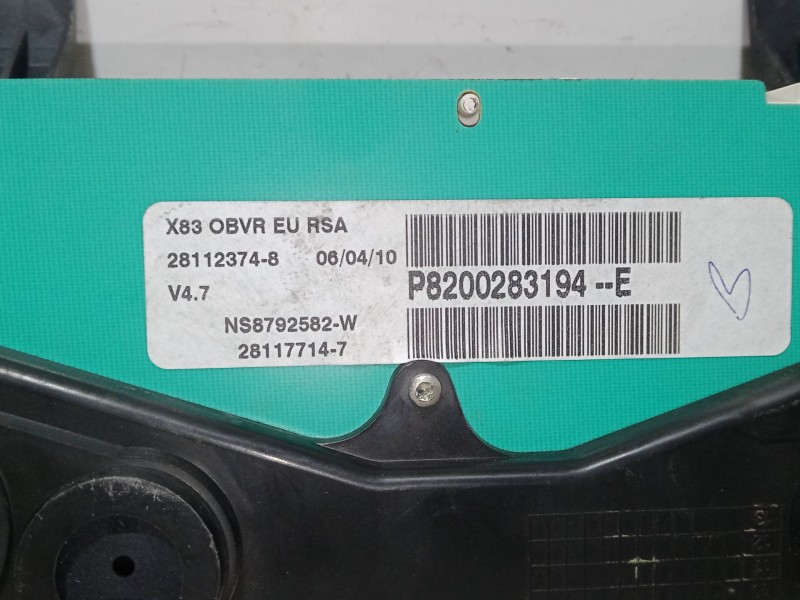 X83 OBVR EU RSA
28112374-8 06/04/10
V4.7
NS8792582-W
28117714-7
P8200283194--E